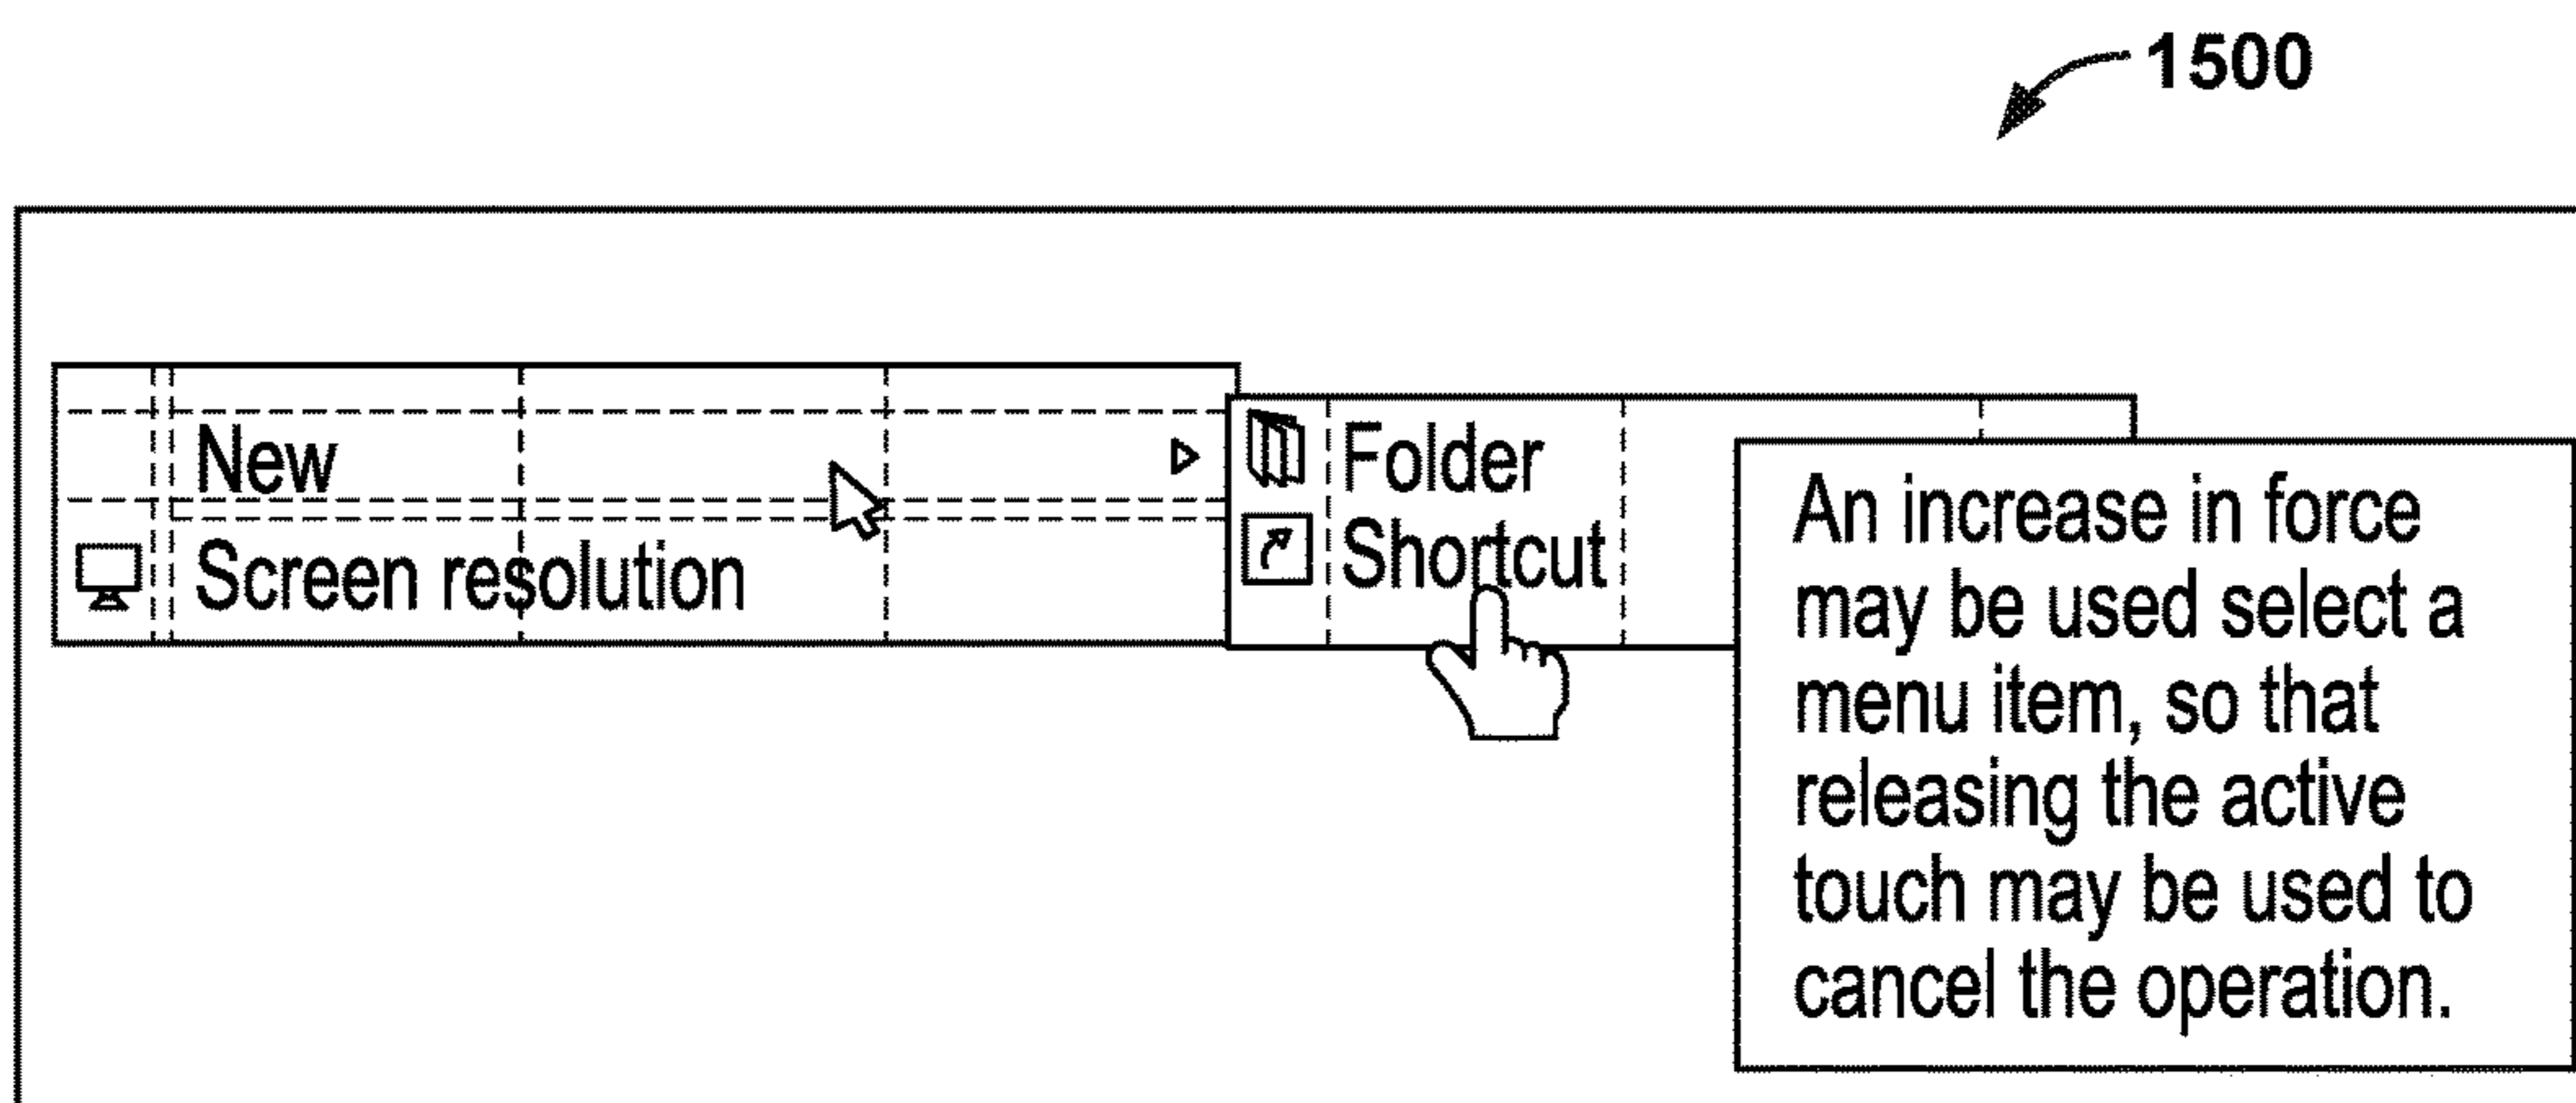 1500
New
Screen resolution
Folder
Shortcut
An increase in force
may be used select a
menu item, so that
releasing the active
touch may be used to
cancel the operation.